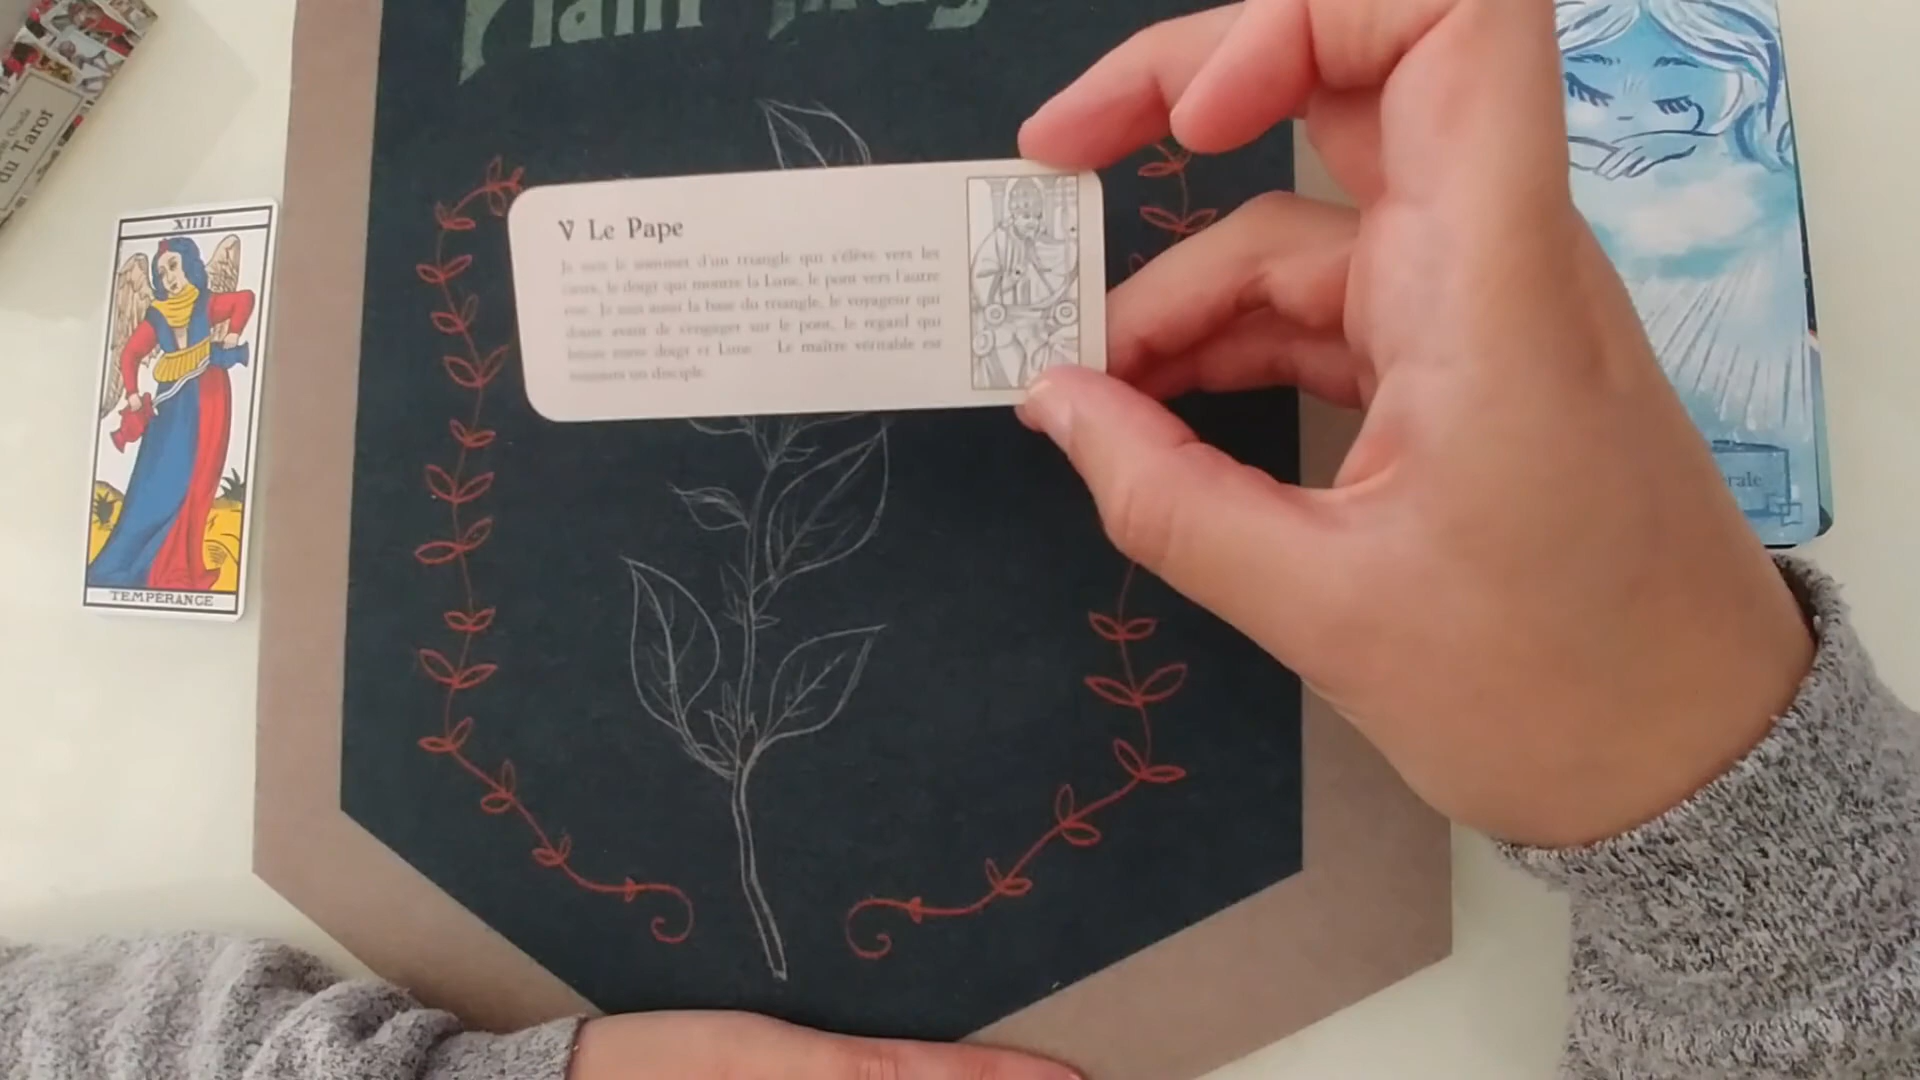 du Tarot
XIIII
TEMPÉRANCE
V Le Pape
Je suis le sommet d'un triangle qui s'élève vers les
cieux, le doigt qui montre la Lune, le pont vers l'autre
rive. Je suis aussi la base du triangle, le voyageur qui
doute avant de s'engager sur le pont, le regard qui
hésite entre doigt et Lune. Le maître véritable est
toujours un disciple.